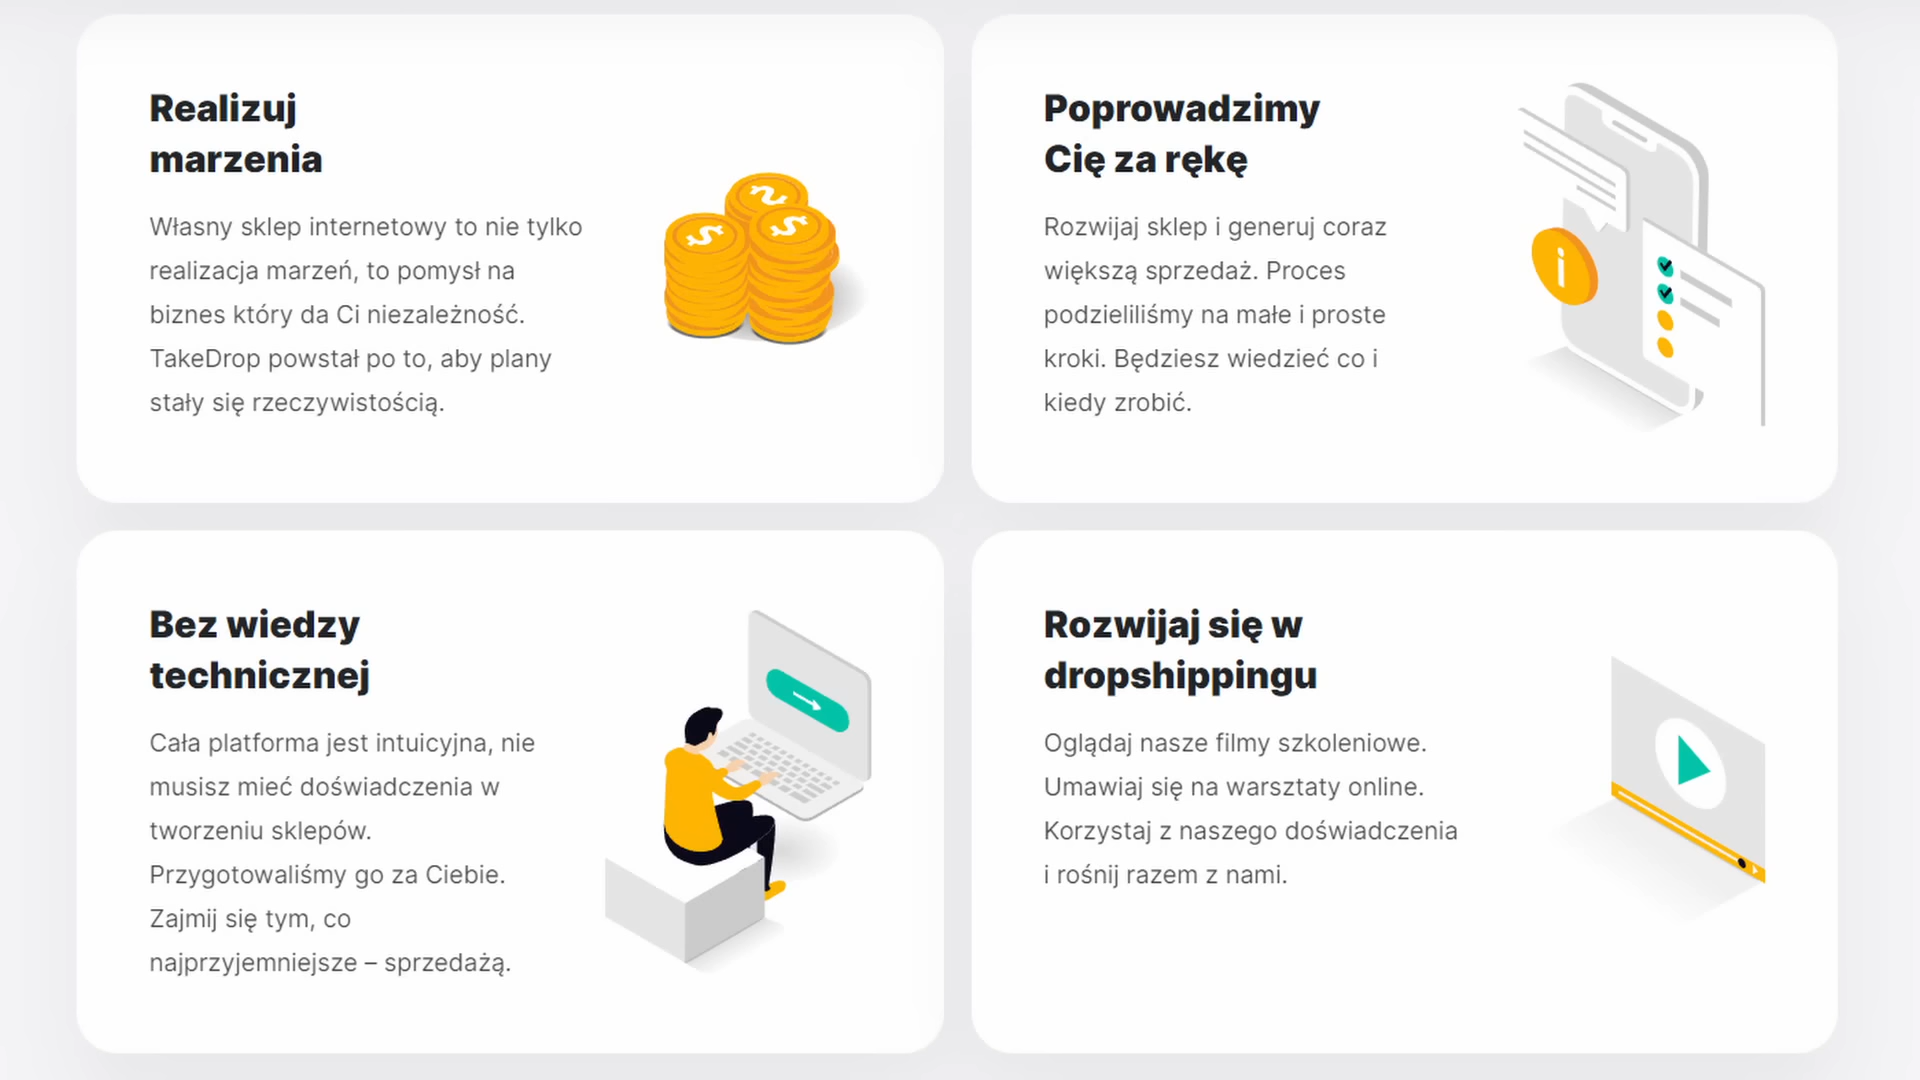 Realizuj
marzenia
Własny sklep internetowy to nie tylko
realizacja marzeń, to pomysł na
biznes który da Ci niezależność.
TakeDrop powstał po to, aby plany
stały się rzeczywistością.
Poprowadzimy
Cię za rękę
Rozwijaj sklep i generuj coraz
większą sprzedaż. Proces
podzieliliśmy na małe i proste
kroki. Będziesz wiedzieć co i
kiedy zrobić.
Bez wiedzy
technicznej
Cała platforma jest intuicyjna, nie
musisz mieć doświadczenia w
tworzeniu sklepów.
Przygotowaliśmy go za Ciebie.
Zajmij się tym, co
najprzyjemniejsze – sprzedażą.
Rozwijaj się w
dropshippingu
Oglądaj nasze filmy szkoleniowe.
Umawiaj się na warsztaty online.
Korzystaj z naszego doświadczenia
i rośnij razem z nami.